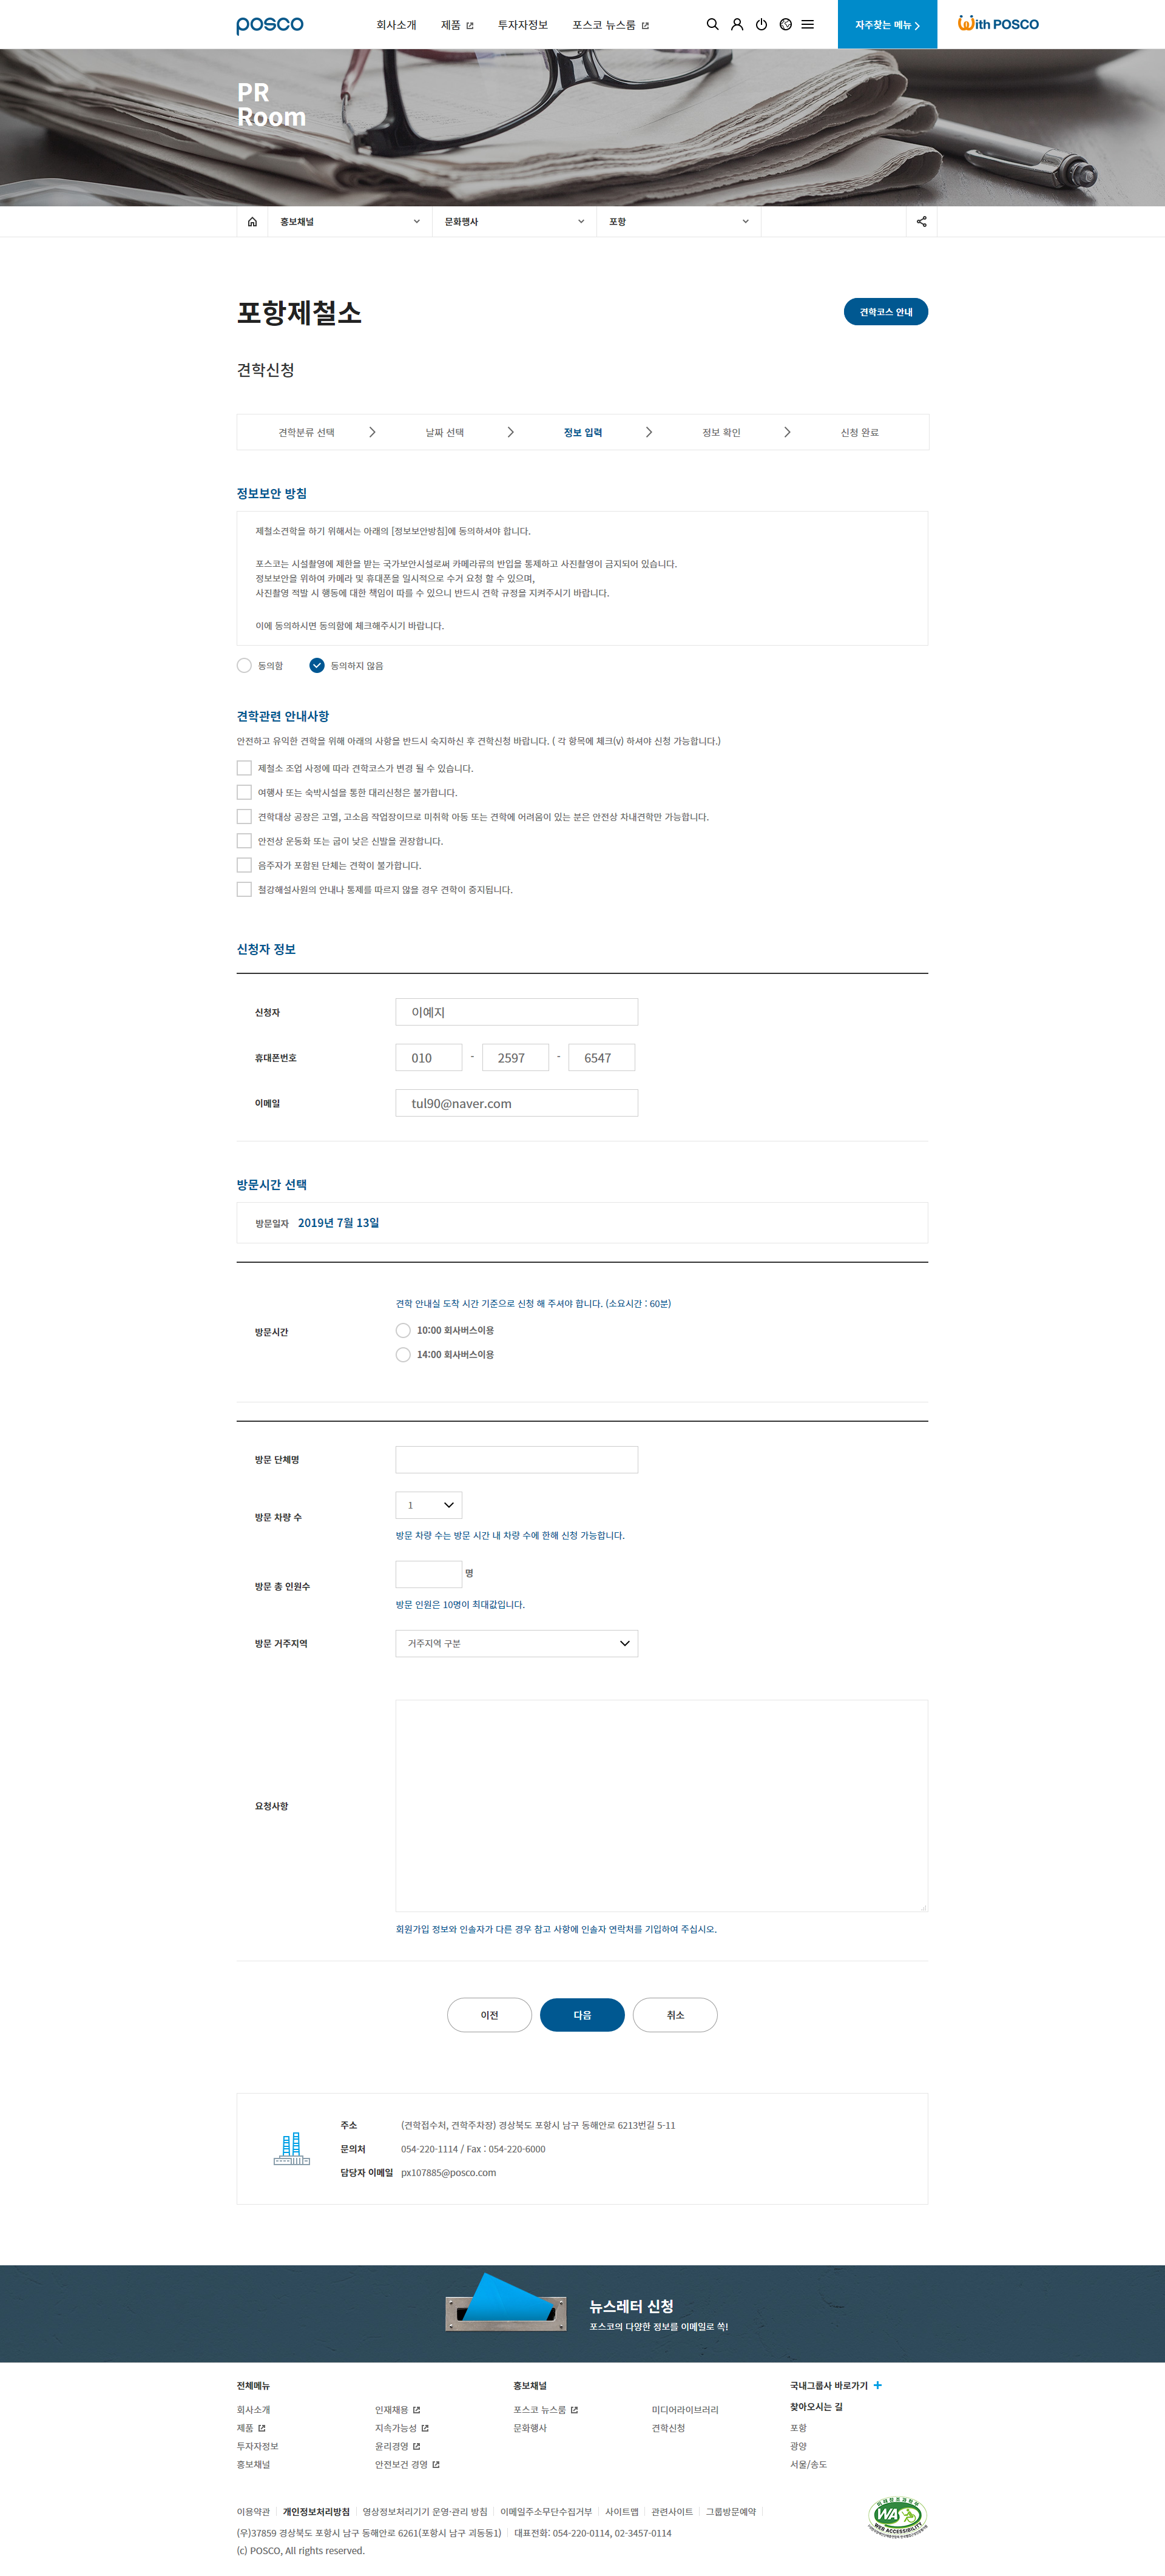 posco
회사소개 제품 투자자정보 포스코 뉴스룸
자주찾는 메뉴
With POSCO
PR
Room
홍보채널 문화행사 포항
포항제철소
견학코스 안내
견학신청
견학분류 선택 날짜 선택 정보 입력 정보 확인 신청 완료
정보보안 방침
제철소견학을 하기 위해서는 아래의 [정보보안방침]에 동의하셔야 합니다.
포스코는 시설촬영에 제한을 받는 국가보안시설로써 카메라류의 반입을 통제하고 사진촬영이 금지되어 있습니다.
정보보안을 위하여 카메라 및 휴대폰을 일시적으로 수거 요청 할 수 있으며,
사진촬영 적발 시 행동에 대한 책임이 따를 수 있으니 반드시 견학 규정을 지켜주시기 바랍니다.
이에 동의하시면 동의함에 체크해주시기 바랍니다.
동의함 동의하지 않음
견학관련 안내사항
안전하고 유익한 견학을 위해 아래의 사항을 반드시 숙지하신 후 견학신청 바랍니다. ( 각 항목에 체크(v) 하셔야 신청 가능합니다.)
제철소 조업 사정에 따라 견학코스가 변경 될 수 있습니다.
여행사 또는 숙박시설을 통한 대리신청은 불가합니다.
견학대상 공장은 고열, 고소음 작업장이므로 미취학 아동 또는 견학에 어려움이 있는 분은 안전상 차내견학만 가능합니다.
안전상 운동화 또는 굽이 낮은 신발을 권장합니다.
음주자가 포함된 단체는 견학이 불가합니다.
철강해설사원의 안내나 통제를 따르지 않을 경우 견학이 중지됩니다.
신청자 정보
신청자 이예지
휴대폰번호 010 - 2597 - 6547
이메일 tul90@naver.com
방문시간 선택
방문일자 2019년 7월 13일
견학 안내실 도착 시간 기준으로 신청 해 주셔야 합니다. (소요시간 : 60분)
방문시간
10:00 회사버스이용
14:00 회사버스이용
방문 단체명
방문 차량 수 1
방문 차량 수는 방문 시간 내 차량 수에 한해 신청 가능합니다.
방문 총 인원수 명
방문 인원은 10명이 최대값입니다.
방문 거주지역 거주지역 구분
요청사항
회원가입 정보와 인솔자가 다른 경우 참고 사항에 인솔자 연락처를 기입하여 주십시오.
이전 다음 취소
주소 (견학접수처, 견학주차장) 경상북도 포항시 남구 동해안로 6213번길 5-11
문의처 054-220-1114 / Fax : 054-220-6000
담당자 이메일 px107885@posco.com
뉴스레터 신청
포스코의 다양한 정보를 이메일로 쏙!
전체메뉴 홍보채널 국내그룹사 바로가기
회사소개 인재채용 포스코 뉴스룸 미디어라이브러리 찾아오시는 길
제품 지속가능성 문화행사 견학신청 포항
투자자정보 윤리경영 광양
홍보채널 안전보건 경영 서울/송도
이용약관 개인정보처리방침 영상정보처리기기 운영·관리 방침 이메일주소무단수집거부 사이트맵 관련사이트 그룹방문예약
(우)37859 경상북도 포항시 남구 동해안로 6261(포항시 남구 괴동동1) 대표전화: 054-220-0114, 02-3457-0114
(c) POSCO, All rights reserved.
WA
WEB ACCESSIBILITY